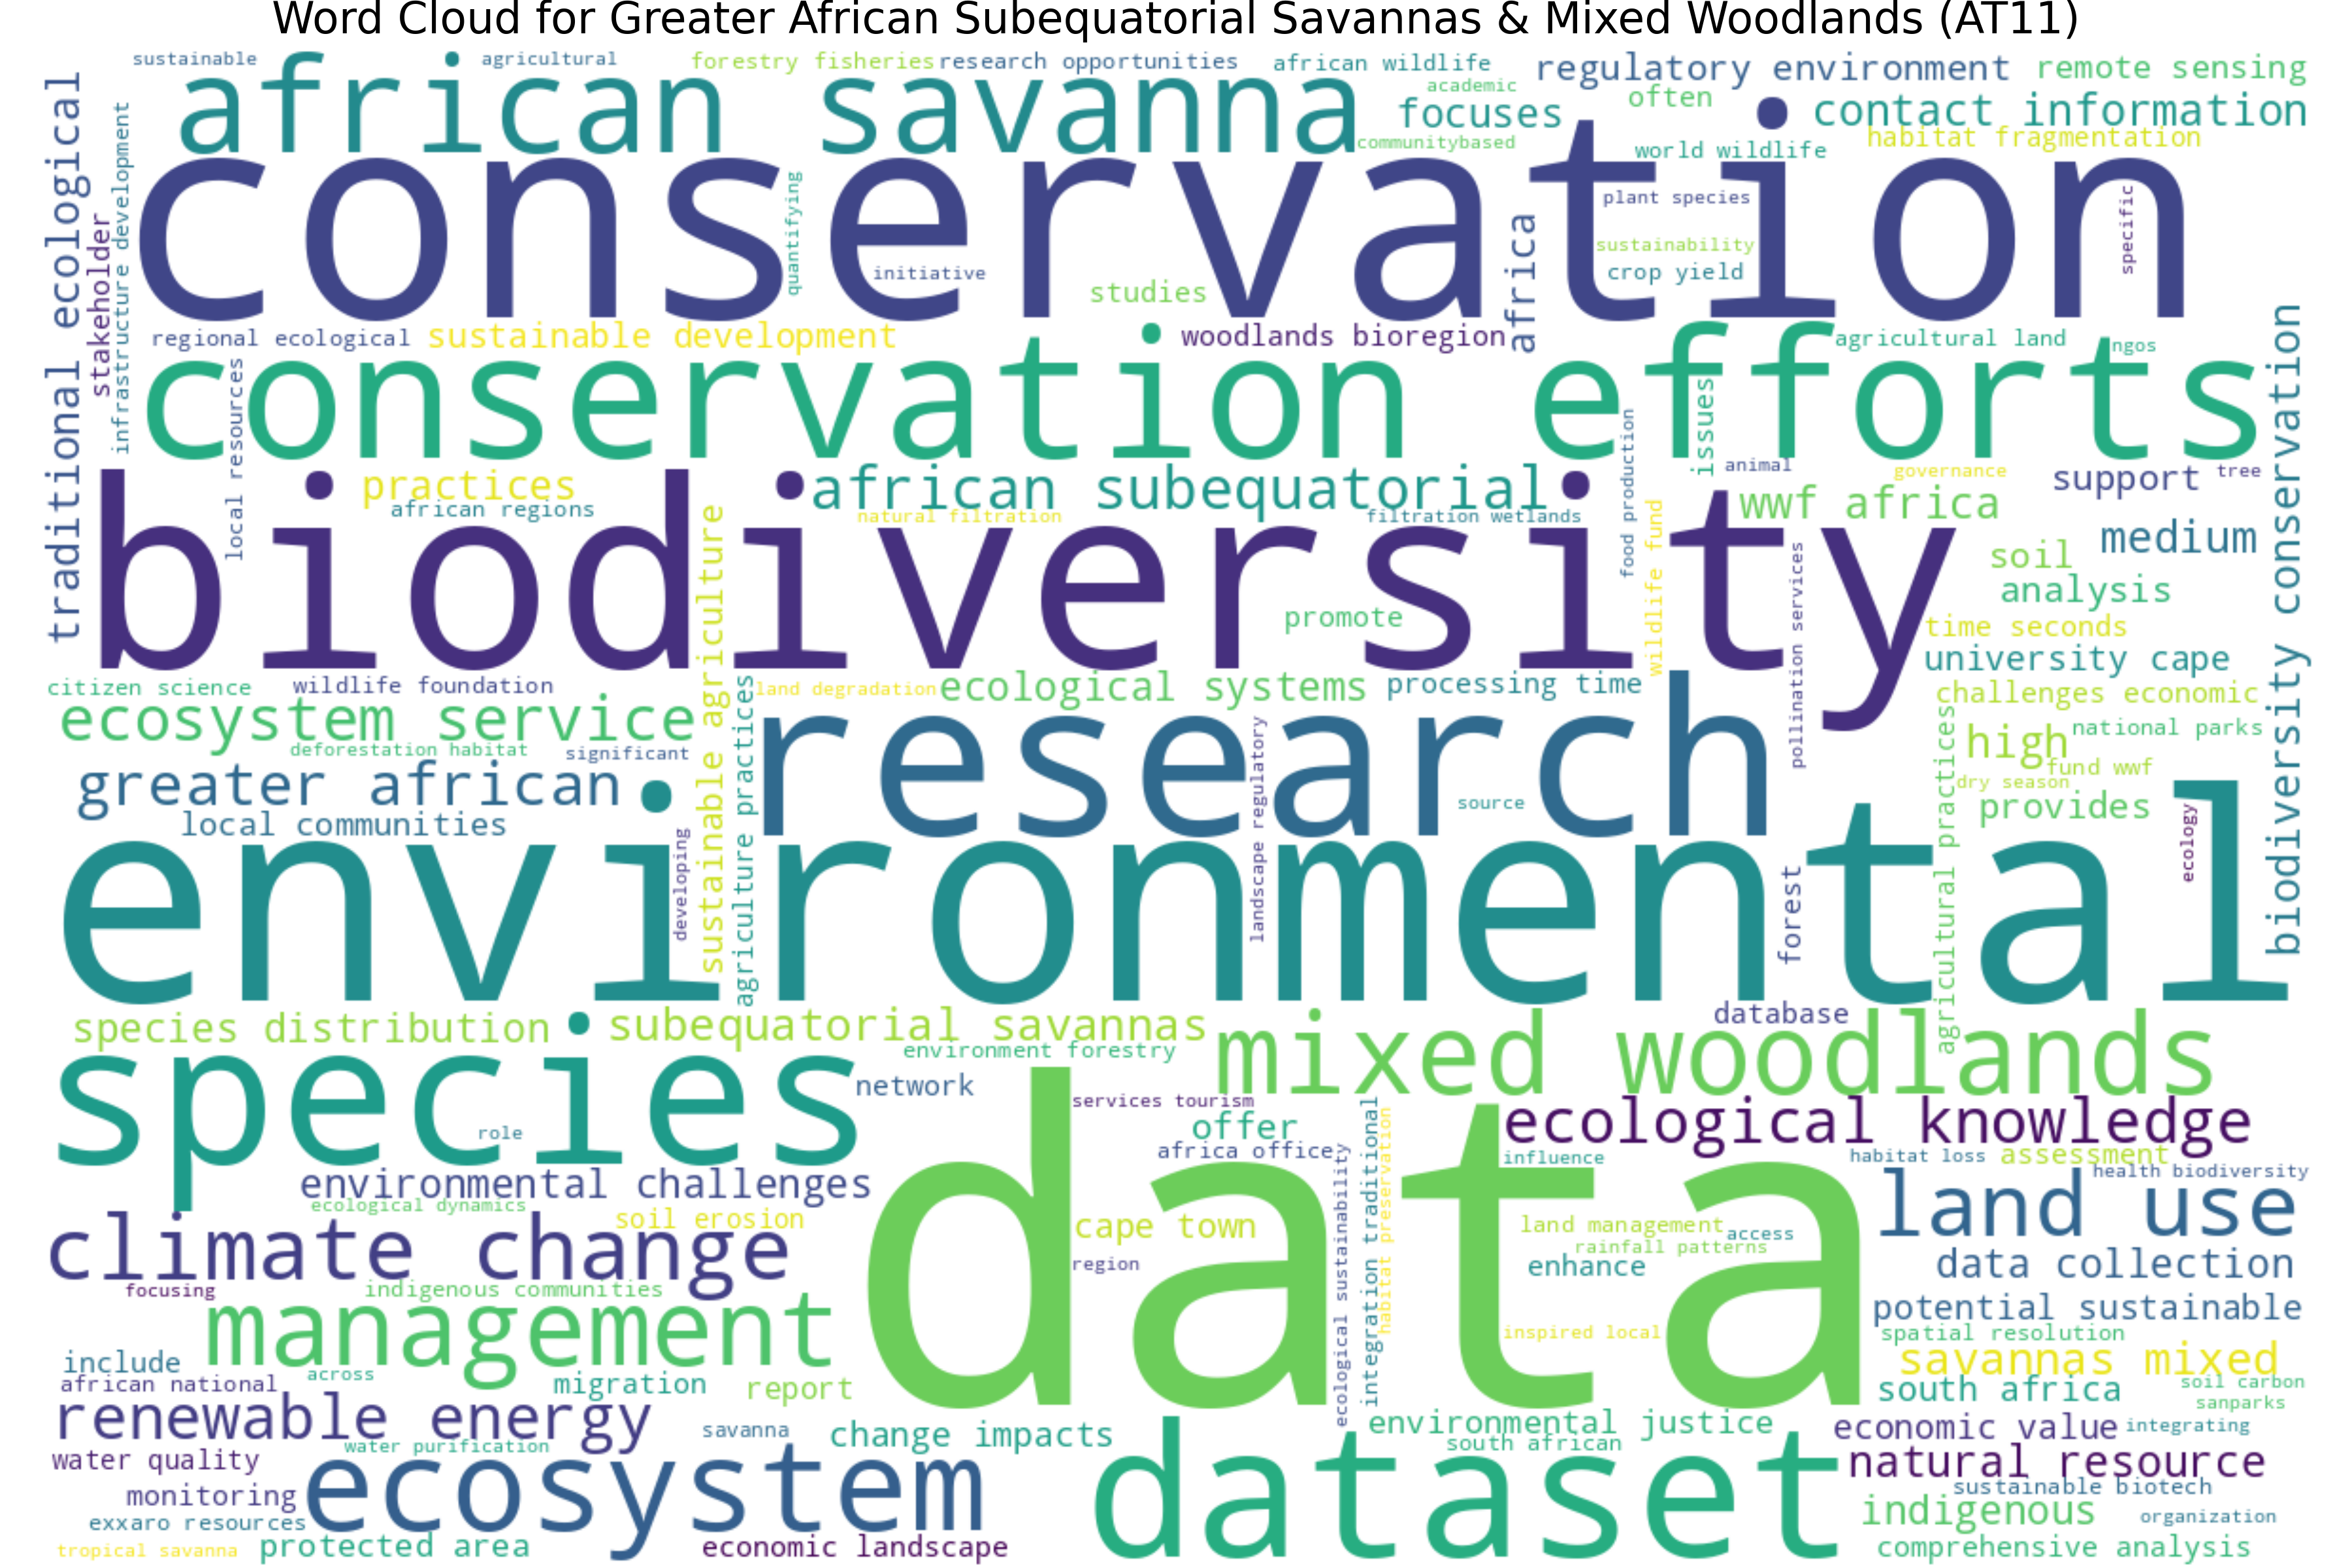 Word Cloud for Greater African Subequatorial Savannas & Mixed Woodlands (AT11)
sustainable
agricultural
forestry fisheries
research opportunities
african wildlife
regulatory environment
remote sensing
african savanna
academic
often
focuses
contact information
communitybased
habitat fragmentation
world wildlife
traditional ecological
stakeholder
infrastructure development
conservation
quantifying
initiative
studies
africa
plant species
sustainability
crop yield
specific
regional ecological
sustainable development
woodlands bioregion
agricultural land
ngos
local resources
conservation efforts
issues
food production
biodiversity conservation
practices
african regions
african subequatorial
natural filtration
filtration wetlands
animal
governance
support
tree
wwf africa
medium
biodiversity
sustainable agriculture
promote
wildlife fund
pollination services
soil
analysis
time seconds
university cape
citizen science
wildlife foundation
land degradation
ecological systems
processing time
challenges economic
ecosystem service
deforestation habitat
significant
agriculture practices
research
landscape regulatory
source
high
national parks
fund wwf
dry season
provides
greater african
local communities
developing
environmental
forest
agricultural practices
ecology
species distribution
subequatorial savannas
database
environment forestry
mixed woodlands
species
role
network
services tourism
offer
africa office
ecological knowledge
influence
habitat loss
assessment
health biodiversity
environmental challenges
ecological dynamics
soil erosion
data
cape town
region
ecological sustainability
integration traditional
habitat preservation
land management
access
rainfall patterns
enhance
inspired local
land use
data collection
climate change
focusing
indigenous communities
potential sustainable
spatial resolution
management
include
across
african national
migration
report
savannas mixed
south africa
soil carbon
sanparks
renewable energy
savanna
change impacts
environmental justice
south african
economic value
integrating
water purification
water quality
natural resource
ecosystem
dataset
sustainable biotech
monitoring
indigenous
organization
exxaro resources
tropical savanna
protected area
economic landscape
comprehensive analysis